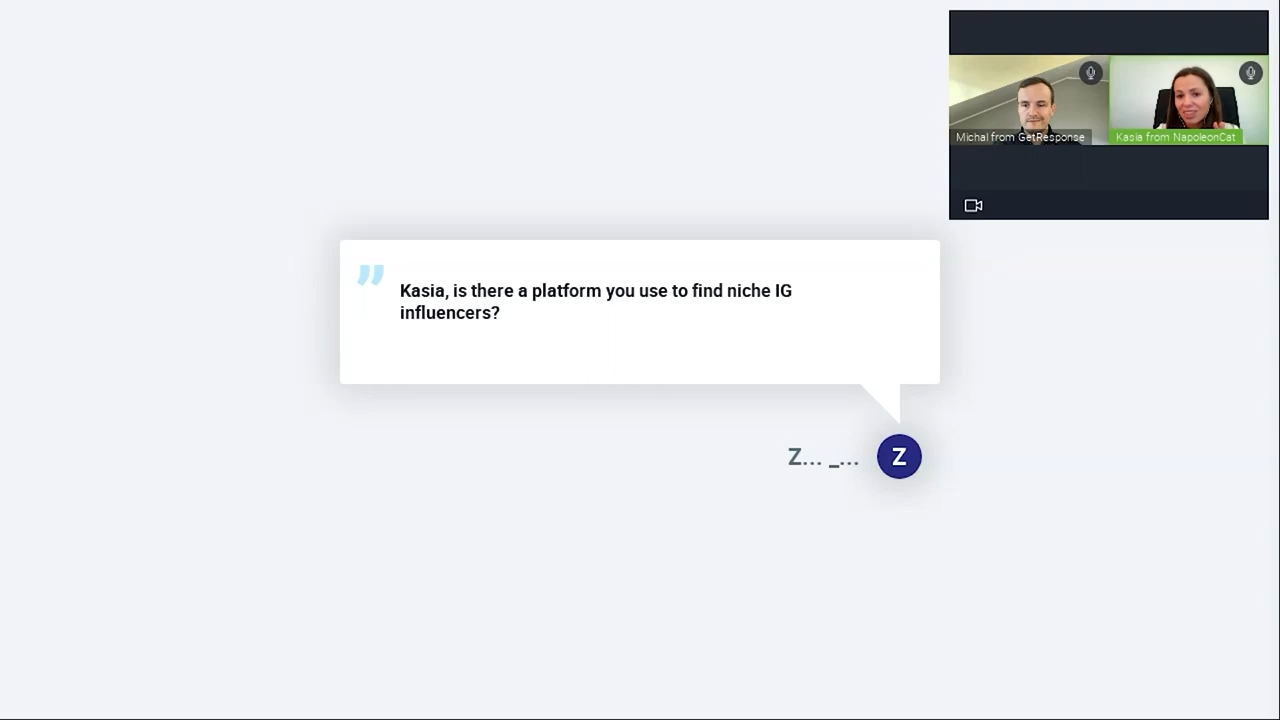 Michal from GetResponse
Kasia from NapoleonCat
Kasia, is there a platform you use to find niche IG
influencers?
Z... _...
Z